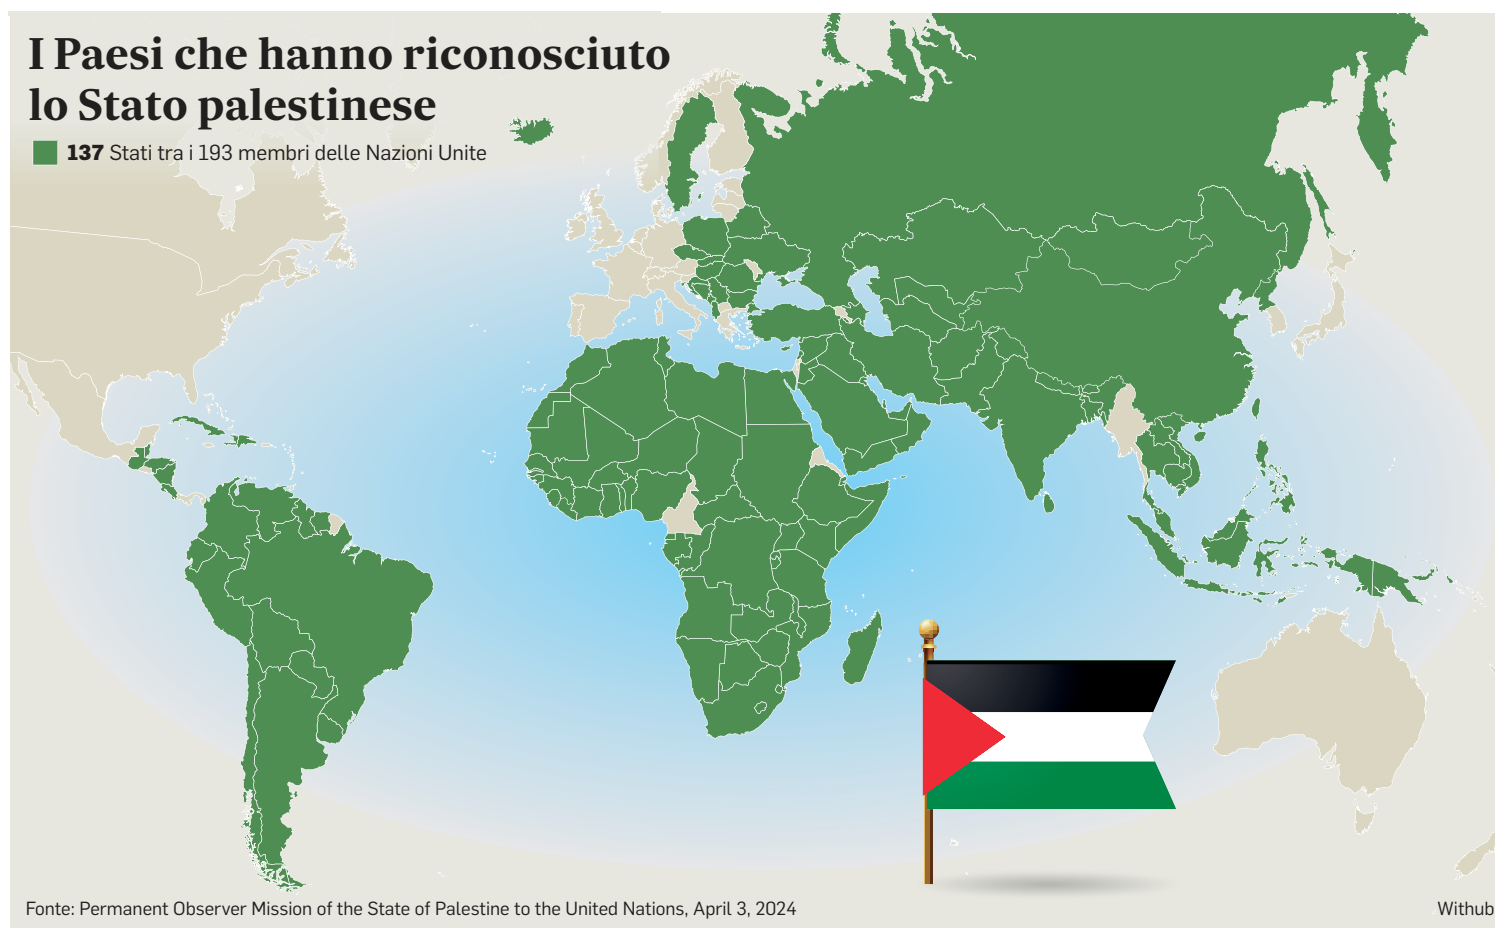 I Paesi che hanno riconosciuto
lo Stato palestinese
137 Stati tra i 193 membri delle Nazioni Unite
Fonte: Permanent Observer Mission of the State of Palestine to the United Nations, April 3, 2024
Withub